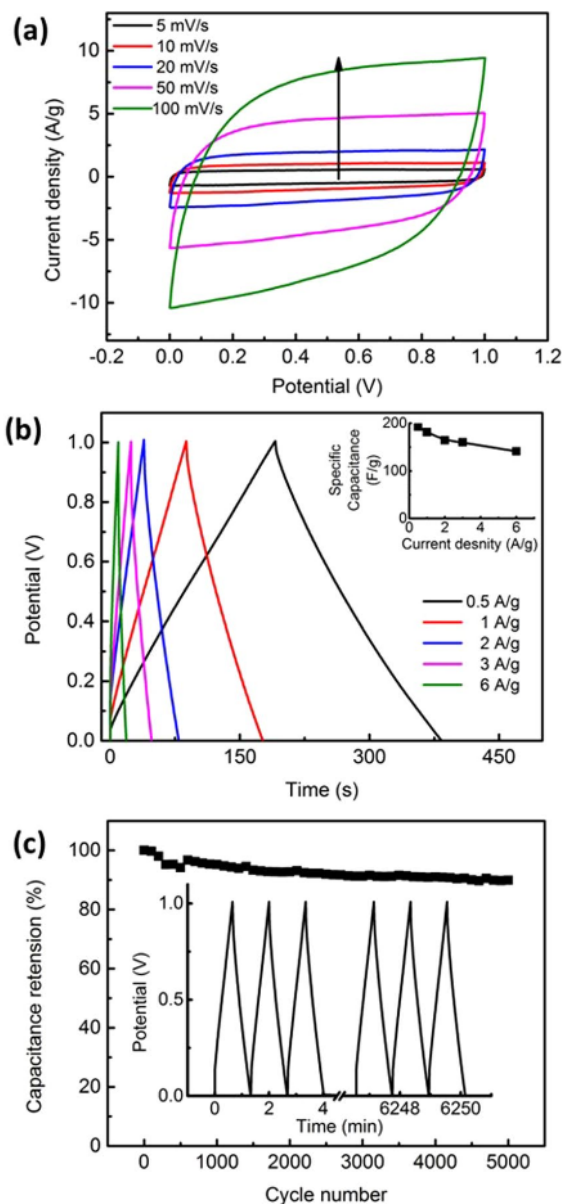 (a)
5 mV/s
10 mV/s
20 mV/s
50 mV/s
100 mV/s
10
5
0
-5
-10
Current density (A/g)
-0.2 0.0 0.2 0.4 0.6 0.8 1.0 1.2
Potential (V)
(b)
1.0
0.8
0.6
0.4
0.2
0.0
Potential (V)
200
100
0
Specific
Capacitance
(F/g)
0 2 4 6
Current desnity (A/g)
0.5 A/g
1 A/g
2 A/g
3 A/g
6 A/g
0 150 300 450
Time (s)
(c)
100
80
60
40
20
0
Capacitance retension (%)
1.0
0.5
0.0
Potential (V)
0 2 4 6248 6250
Time (min)
0 1000 2000 3000 4000 5000
Cycle number